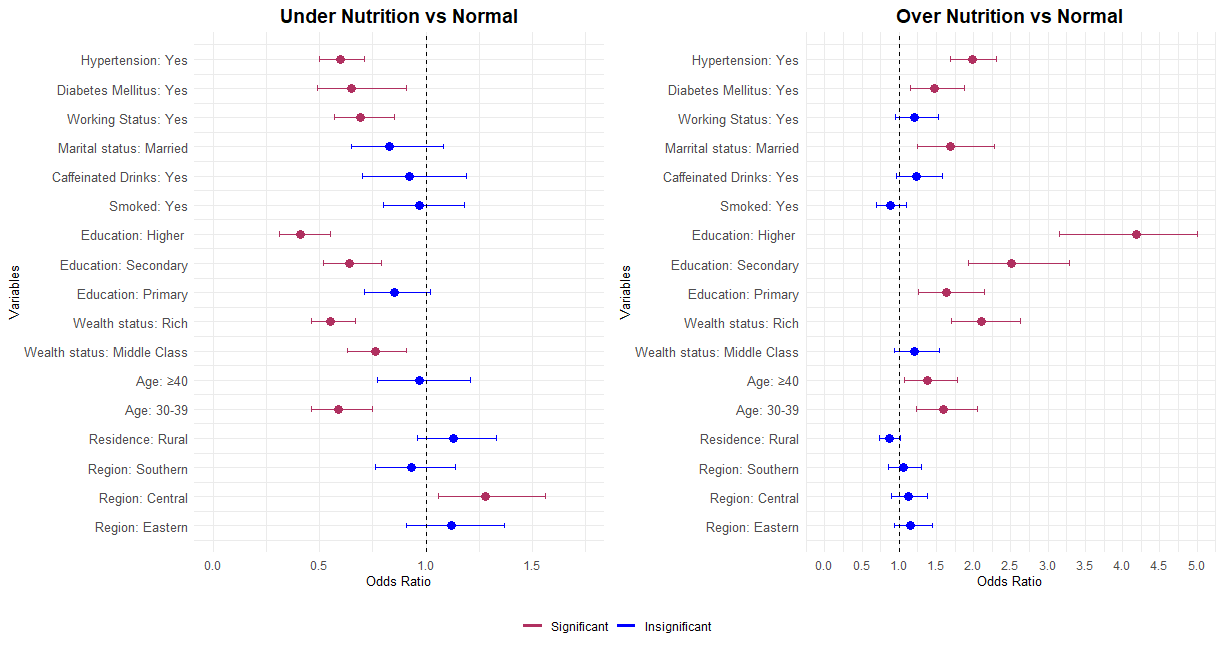 Under Nutrition vs Normal
Variables
Hypertension: Yes
Diabetes Mellitus: Yes
Working Status: Yes
Marital status: Married
Caffeinated Drinks: Yes
Smoked: Yes
Education: Higher
Education: Secondary
Education: Primary
Wealth status: Rich
Wealth status: Middle Class
Age: ≥40
Age: 30-39
Residence: Rural
Region: Southern
Region: Central
Region: Eastern
0.0 0.5 1.0 1.5
Odds Ratio
Over Nutrition vs Normal
Variables
Hypertension: Yes
Diabetes Mellitus: Yes
Working Status: Yes
Marrital status: Married
Caffeinated Drinks: Yes
Smoked: Yes
Education: Higher
Education: Secondary
Education: Primary
Wealth status: Rich
Wealth status: Middle Class
Age: ≥40
Age: 30-39
Residence: Rural
Region: Southern
Region: Central
Region: Eastern
0.0 0.5 1.0 1.5 2.0 2.5 3.0 3.5 4.0 4.5 5.0
Odds Ratio
Significant Insignificant